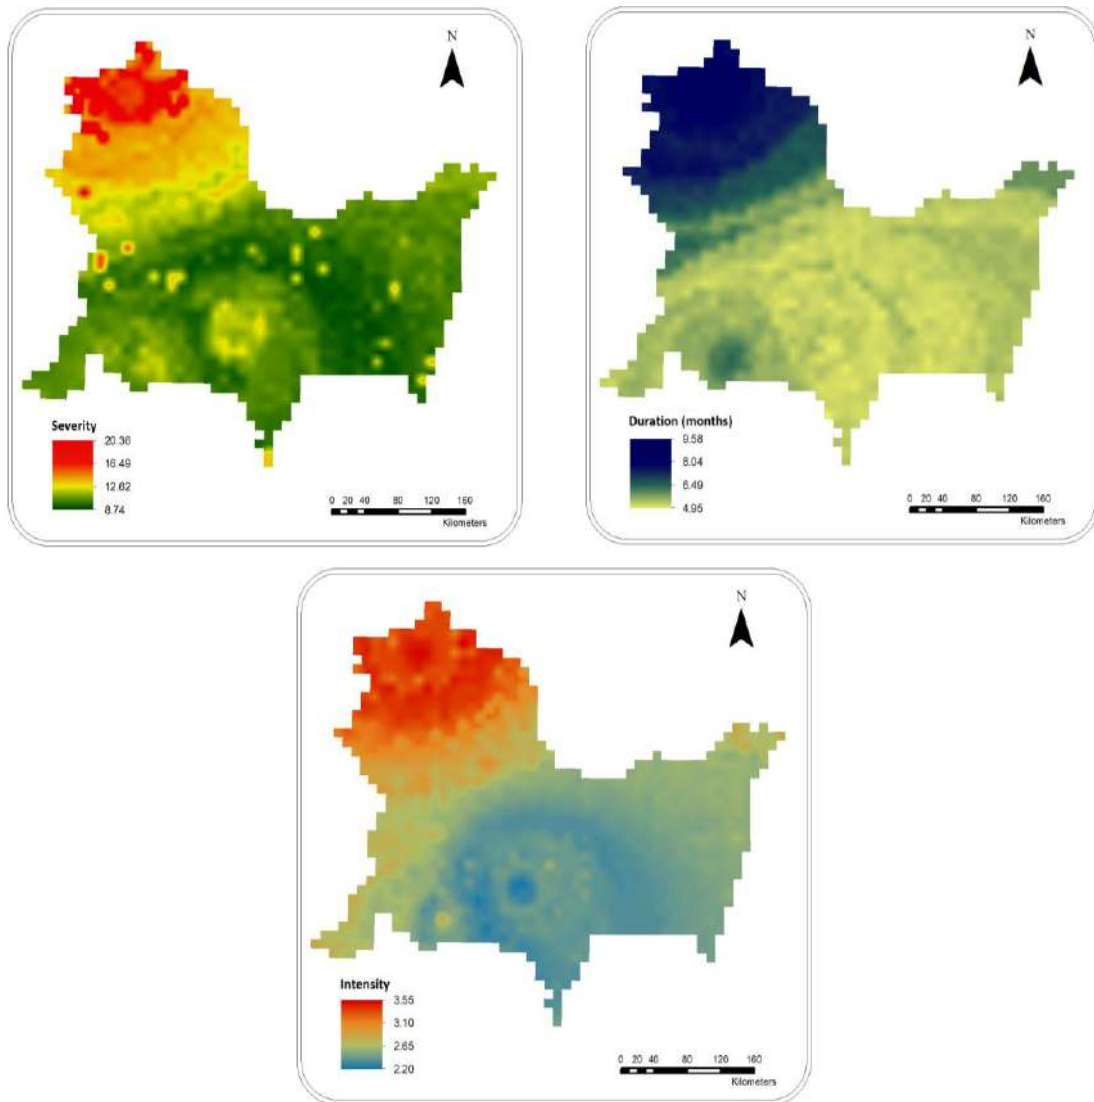 N
Severity
20.36
16.49
12.62
8.74
0 20 40 80 120 160
Kilometers
N
Duration (months)
9.58
8.04
6.49
4.95
0 20 40 80 120 160
Kilometers
N
Intensity
3.55
3.10
2.65
2.20
0 20 40 80 120 160
Kilometers